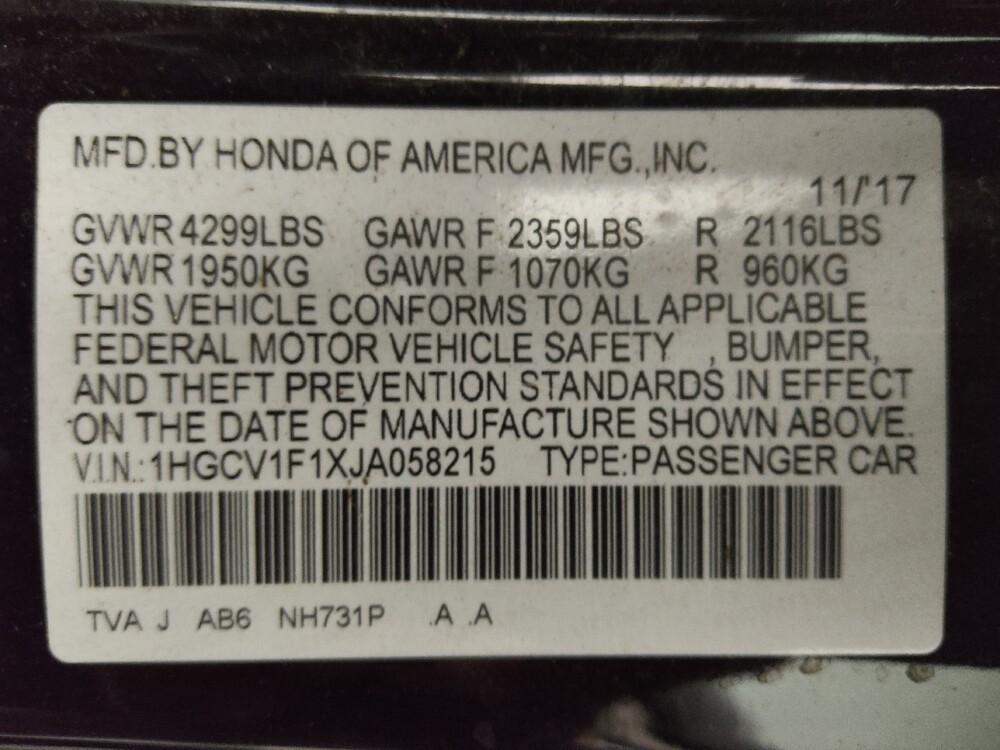 MFD.BY HONDA OF AMERICA MFG.,INC.
11/'17
GVWR 4299LBS GAWR F 2359LBS R 2116LBS
GVWR 1950KG GAWR F 1070KG R 960KG
THIS VEHICLE CONFORMS TO ALL APPLICABLE
FEDERAL MOTOR VEHICLE SAFETY , BUMPER,
AND THEFT PREVENTION STANDARDS IN EFFECT
ON THE DATE OF MANUFACTURE SHOWN ABOVE.
V.I.N.: 1HGCV1F1XJA058215 TYPE:PASSENGER CAR
TVA J AB6 NH731P .A .A